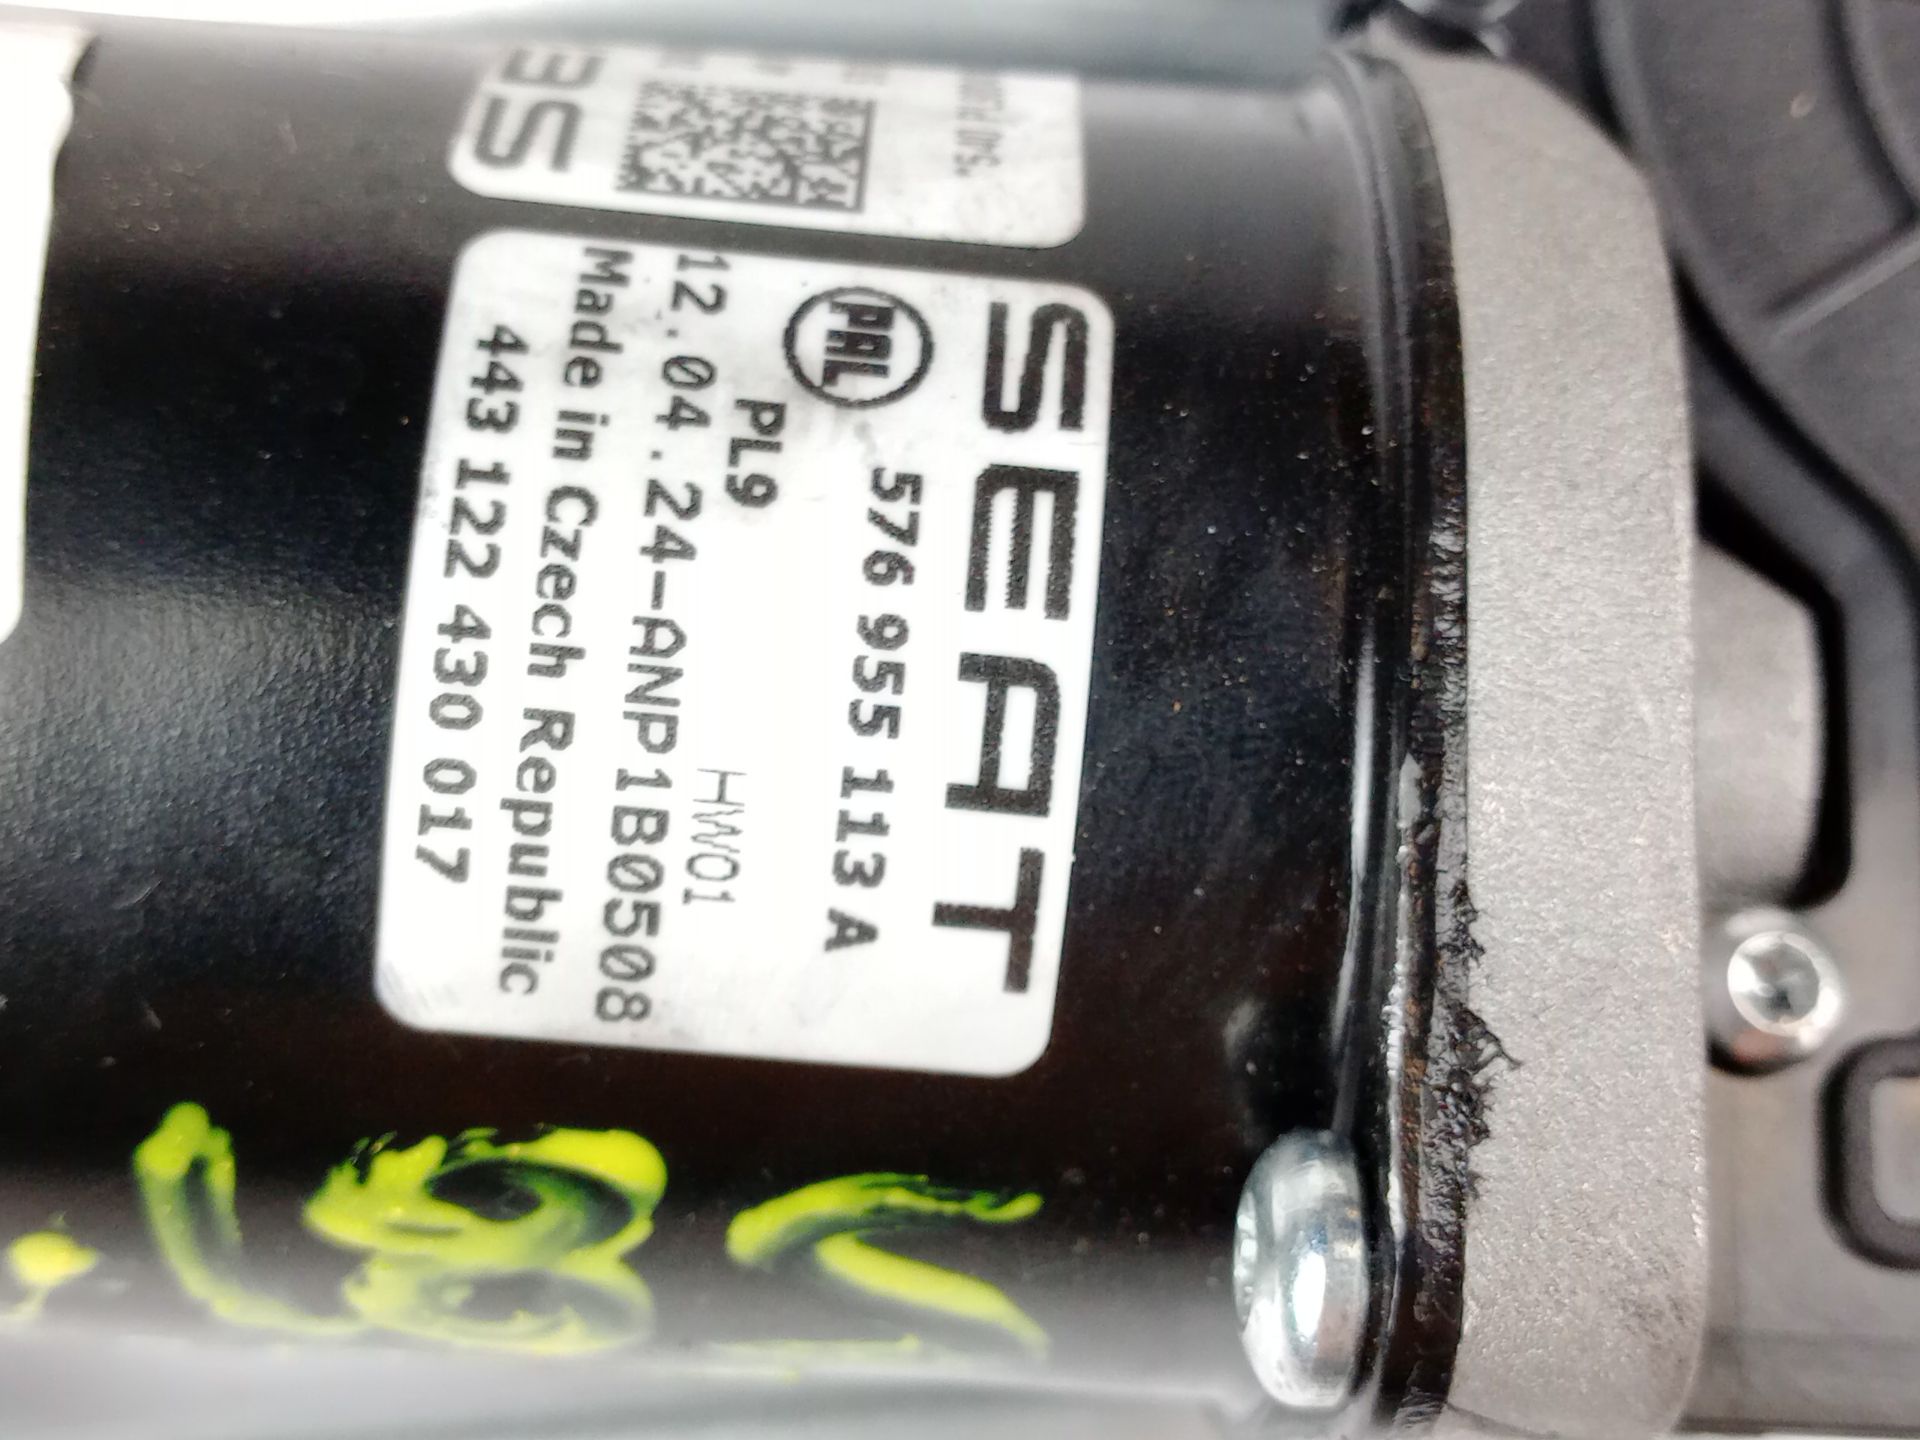 SEAT
PAL 576 955 113 A
PL9 HW01
12.04.24-ANP1B0508
Made in Czech Republic
443 122 430 017